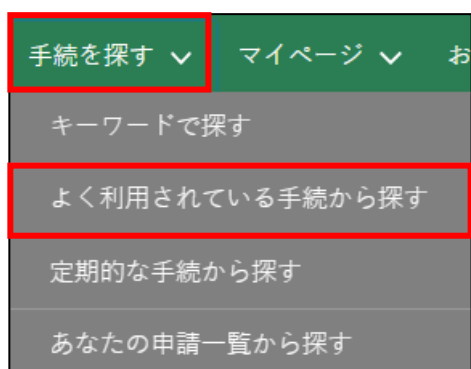 手続を探す マイページ お
キーワードで探す
よく利用されている手続から探す
定期的な手続から探す
あなたの申請一覧から探す